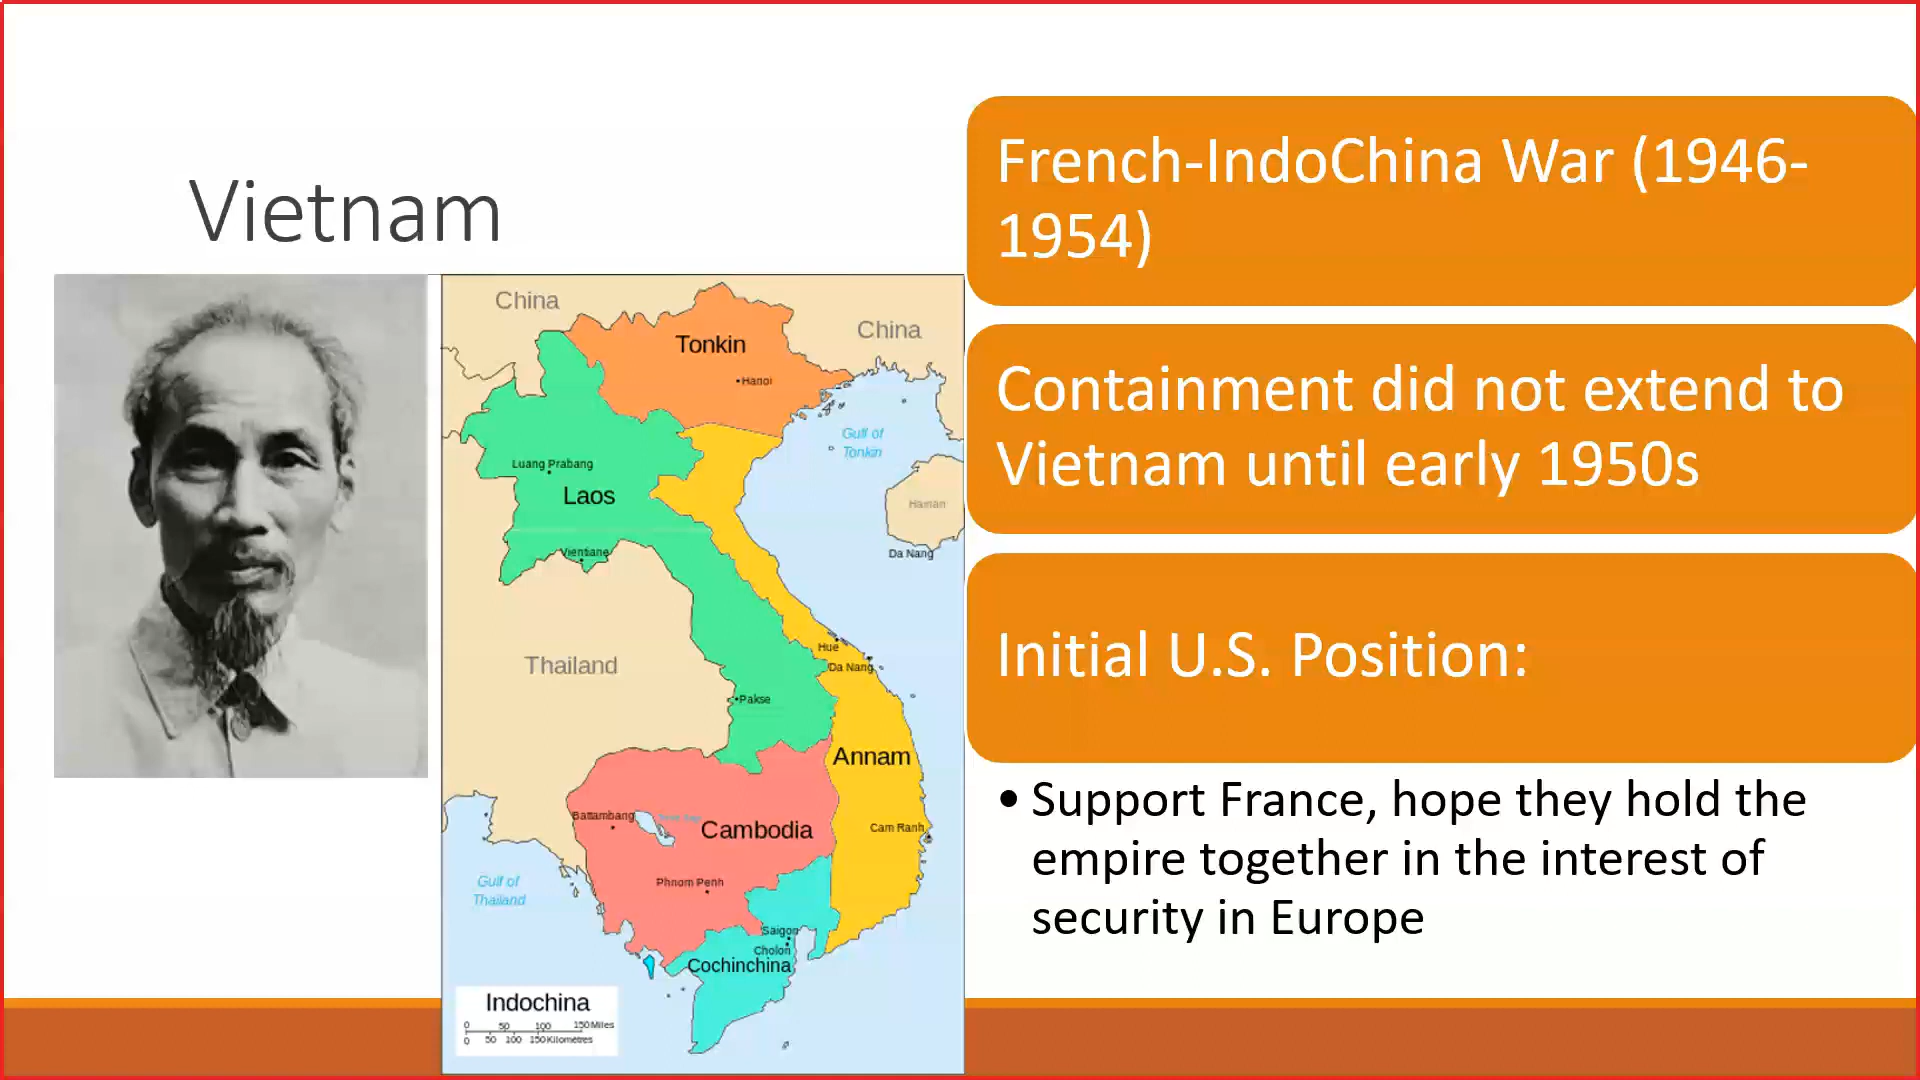 Vietnam
French-IndoChina War (1946-
1954)
Containment did not extend to
Vietnam until early 1950s
Initial U.S. Position:
• Support France, hope they hold the
empire together in the interest of
security in Europe
China
China
Tonkin
Hanoi
Gulf of
Tonkin
Luang Prabang
Laos
Hainan
Vientiane
Da Nang
Hue
Da Nang
Thailand
Pakse
Annam
Battambang
Cambodia
Cam Ranh
Phnom Penh
Gulf of
Thailand
Saigon
Cholon
Cochinchina
Indochina
0 50 100 150 Miles
0 50 100 150 Kilometres